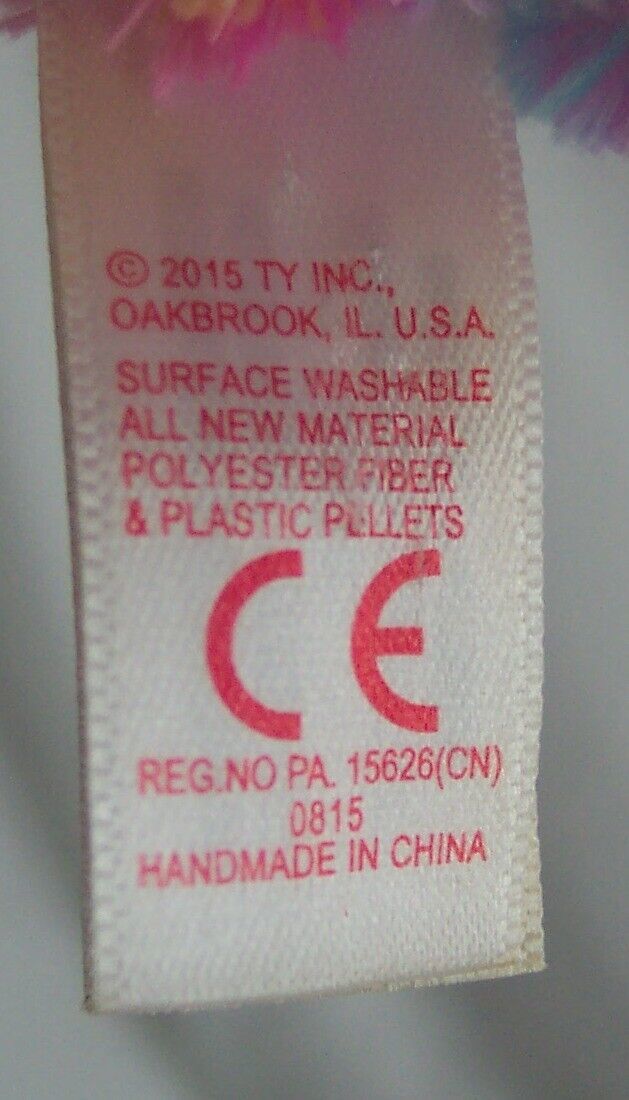 © 2015 TY INC.,
OAKBROOK, IL. U.S.A.
SURFACE WASHABLE
ALL NEW MATERIAL
POLYESTER FIBER
& PLASTIC PELLETS
CE
REG.NO PA. 15626(CN)
0815
HANDMADE IN CHINA